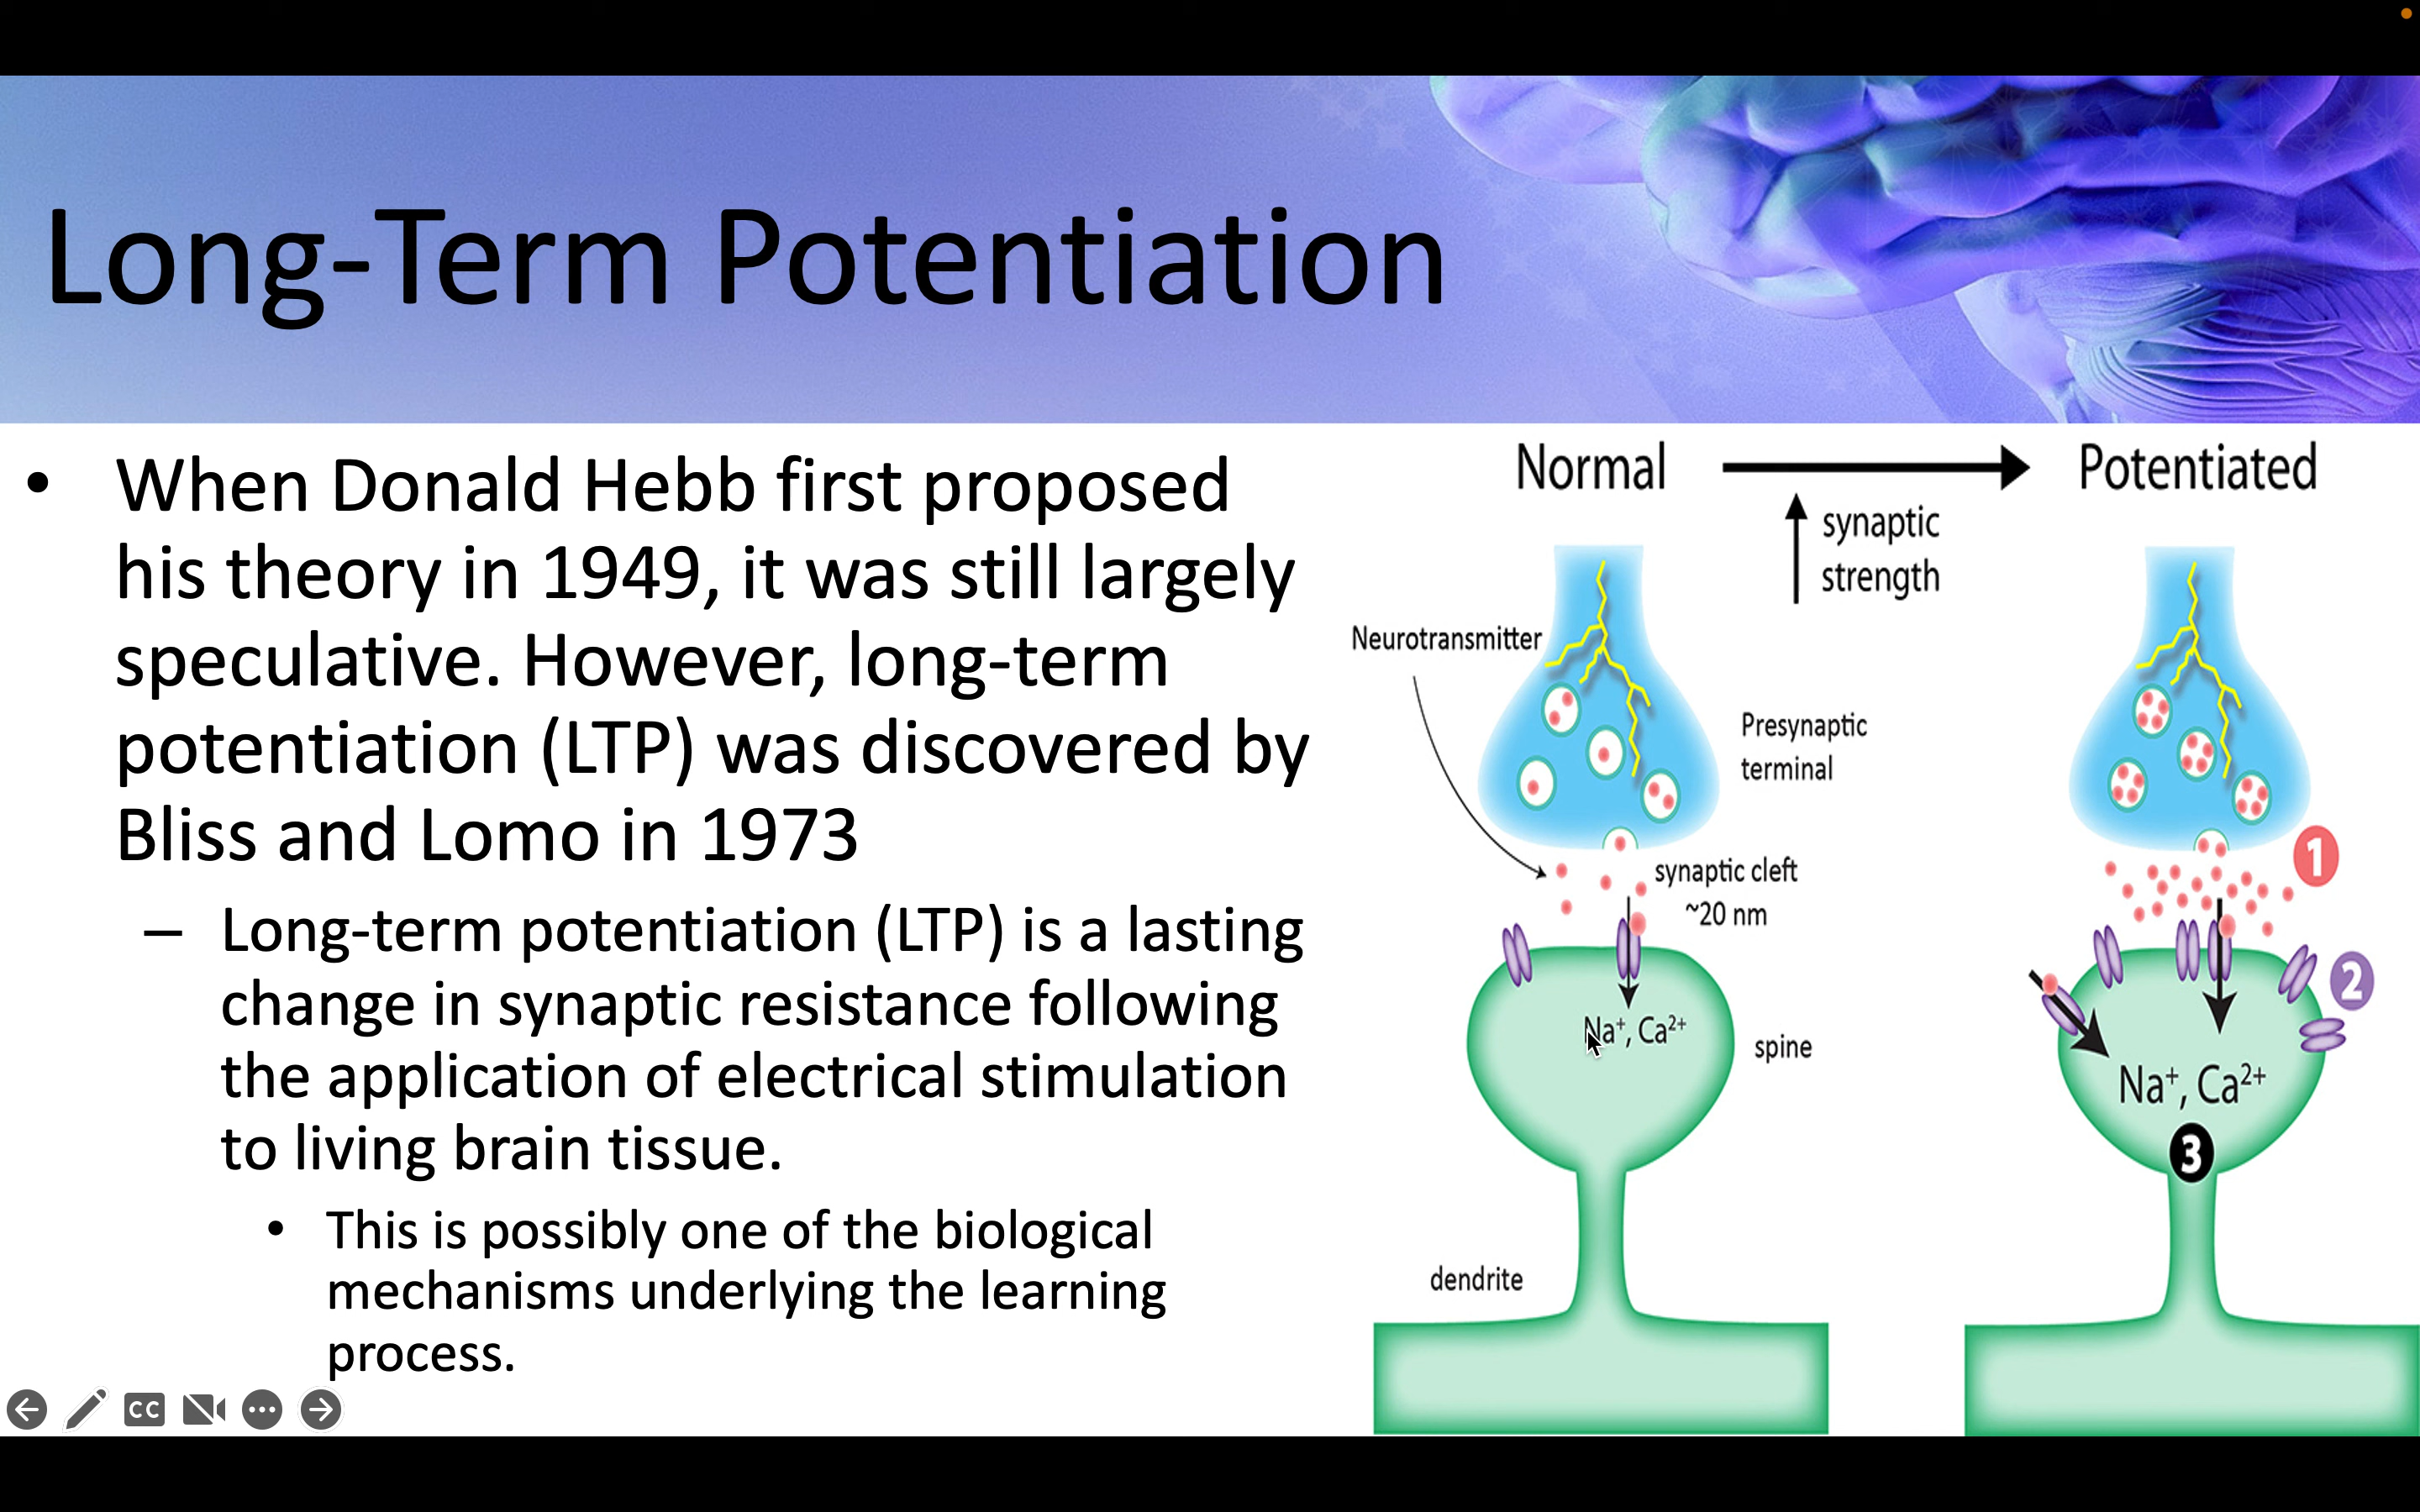 Long-Term Potentiation
• When Donald Hebb first proposed
his theory in 1949, it was still largely
speculative. However, long-term
potentiation (LTP) was discovered by
Bliss and Lomo in 1973
– Long-term potentiation (LTP) is a lasting
change in synaptic resistance following
the application of electrical stimulation
to living brain tissue.
• This is possibly one of the biological
mechanisms underlying the learning
process.
Normal
Potentiated
synaptic
strength
Neurotransmitter
Presynaptic
terminal
synaptic cleft
~20 nm
Na⁺, Ca²⁺
spine
dendrite
1
2
Na⁺, Ca²⁺
3
CC